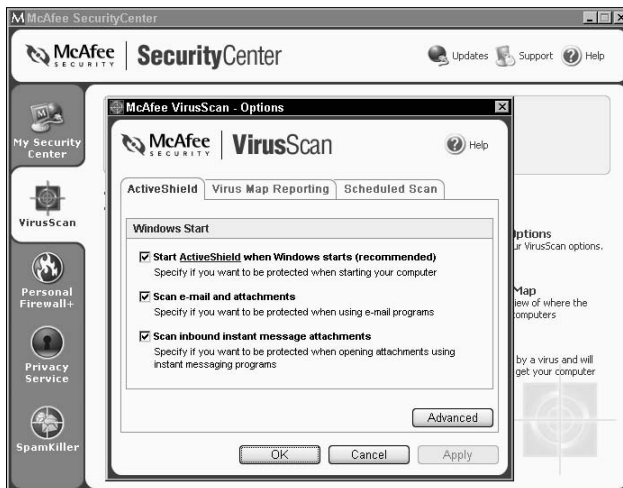 McAfee SecurityCenter
McAfee SECURITY SecurityCenter
Updates Support Help
My Security Center
VirusScan
Personal Firewall+
Privacy Service
SpamKiller
McAfee VirusScan - Options
McAfee SECURITY VirusScan
Help
ActiveShield Virus Map Reporting Scheduled Scan
Windows Start
Start ActiveShield when Windows starts (recommended)
Specify if you want to be protected when starting your computer
Scan e-mail and attachments
Specify if you want to be protected when using e-mail programs
Scan inbound instant message attachments
Specify if you want to be protected when opening attachments using
instant messaging programs
Advanced
OK Cancel Apply
ptions
ur VirusScan options.
Map
iew of where the
omputers
by a virus and will
get your computer